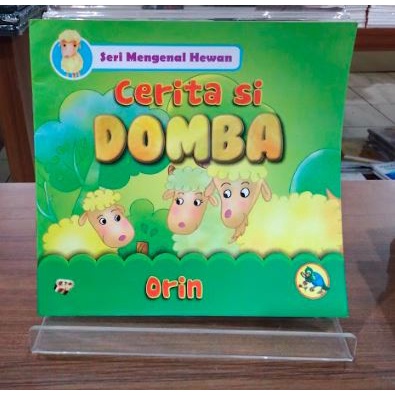 Seri Mengenal Hewan
Cerita si
DOMBA
Orin